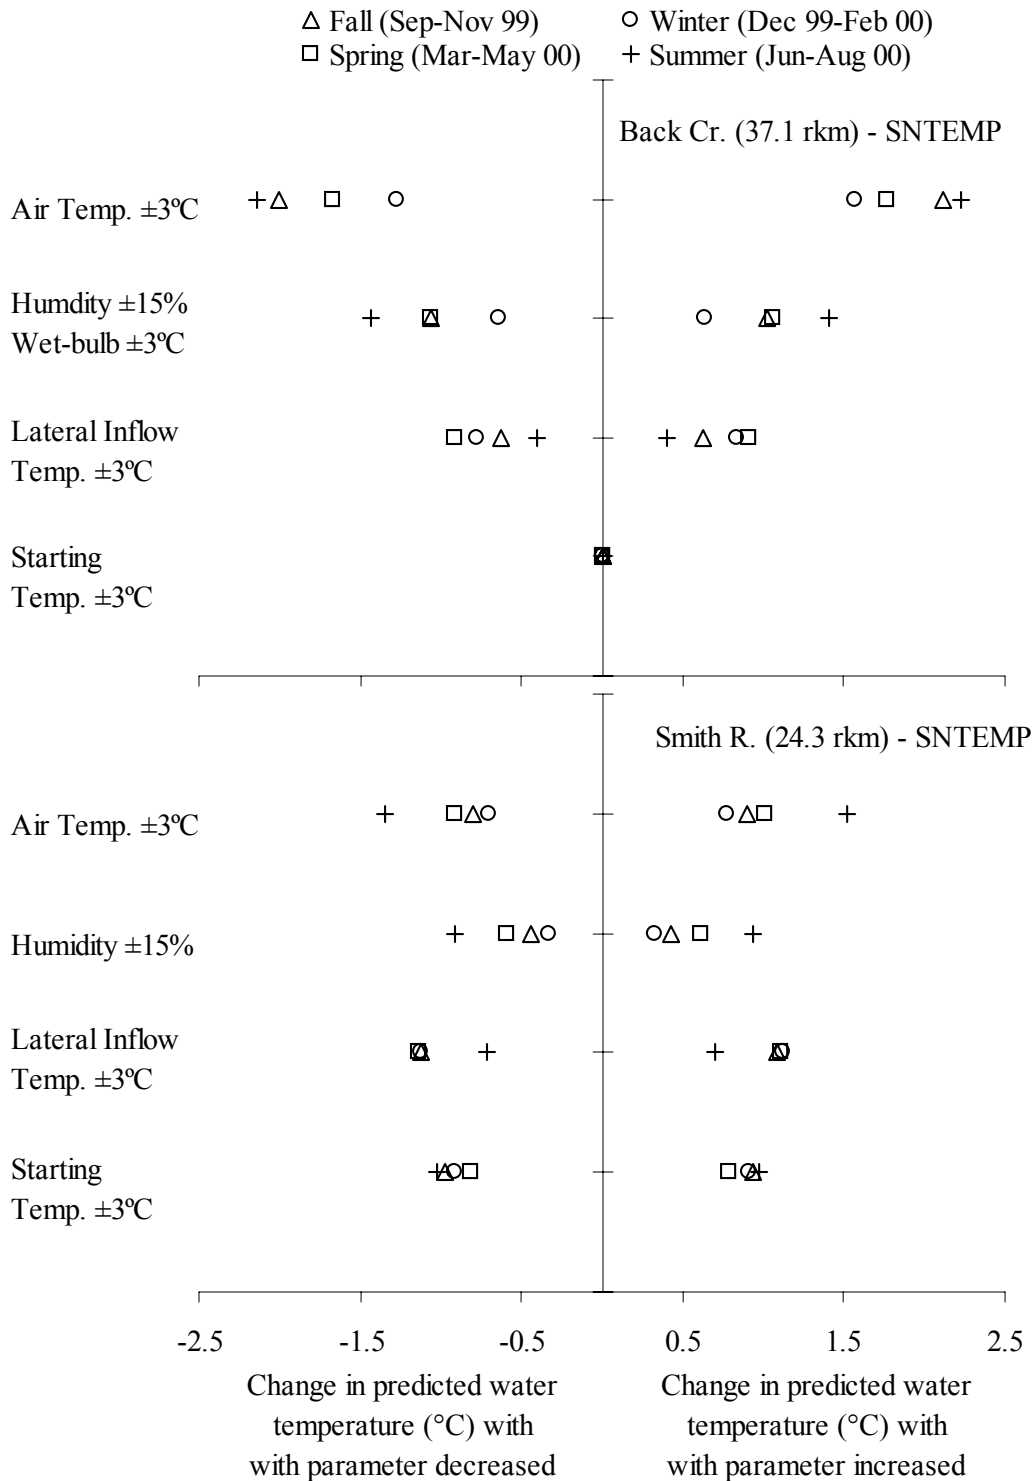 Fall (Sep-Nov 99)
Winter (Dec 99-Feb 00)
Spring (Mar-May 00)
Summer (Jun-Aug 00)
Back Cr. (37.1 rkm) - SNTEMP
Air Temp. ±3ºC
Humdity ±15%
Wet-bulb ±3ºC
Lateral Inflow
Temp. ±3ºC
Starting
Temp. ±3ºC
Smith R. (24.3 rkm) - SNTEMP
Air Temp. ±3ºC
Humidity ±15%
Lateral Inflow
Temp. ±3ºC
Starting
Temp. ±3ºC
-2.5 -1.5 -0.5 0.5 1.5 2.5
Change in predicted water
temperature (°C) with
with parameter decreased
Change in predicted water
temperature (°C) with
with parameter increased